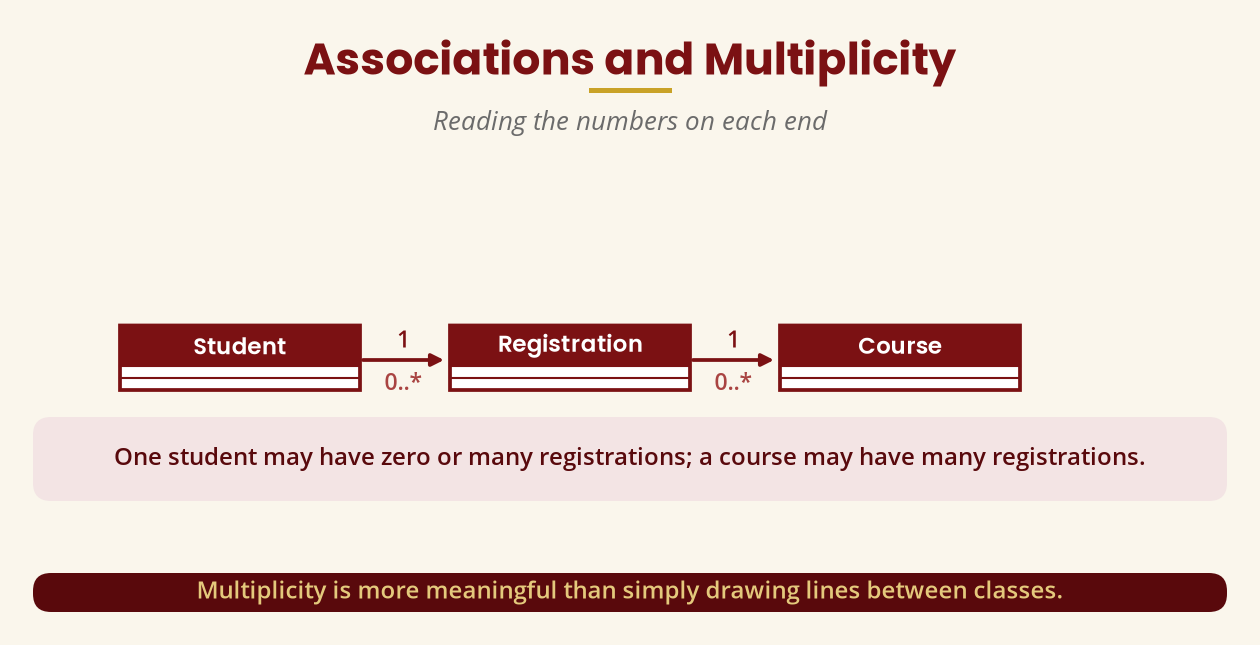 Associations and Multiplicity
Reading the numbers on each end
Student
1
0..*
Registration
1
0..*
Course
One student may have zero or many registrations; a course may have many registrations.
Multiplicity is more meaningful than simply drawing lines between classes.